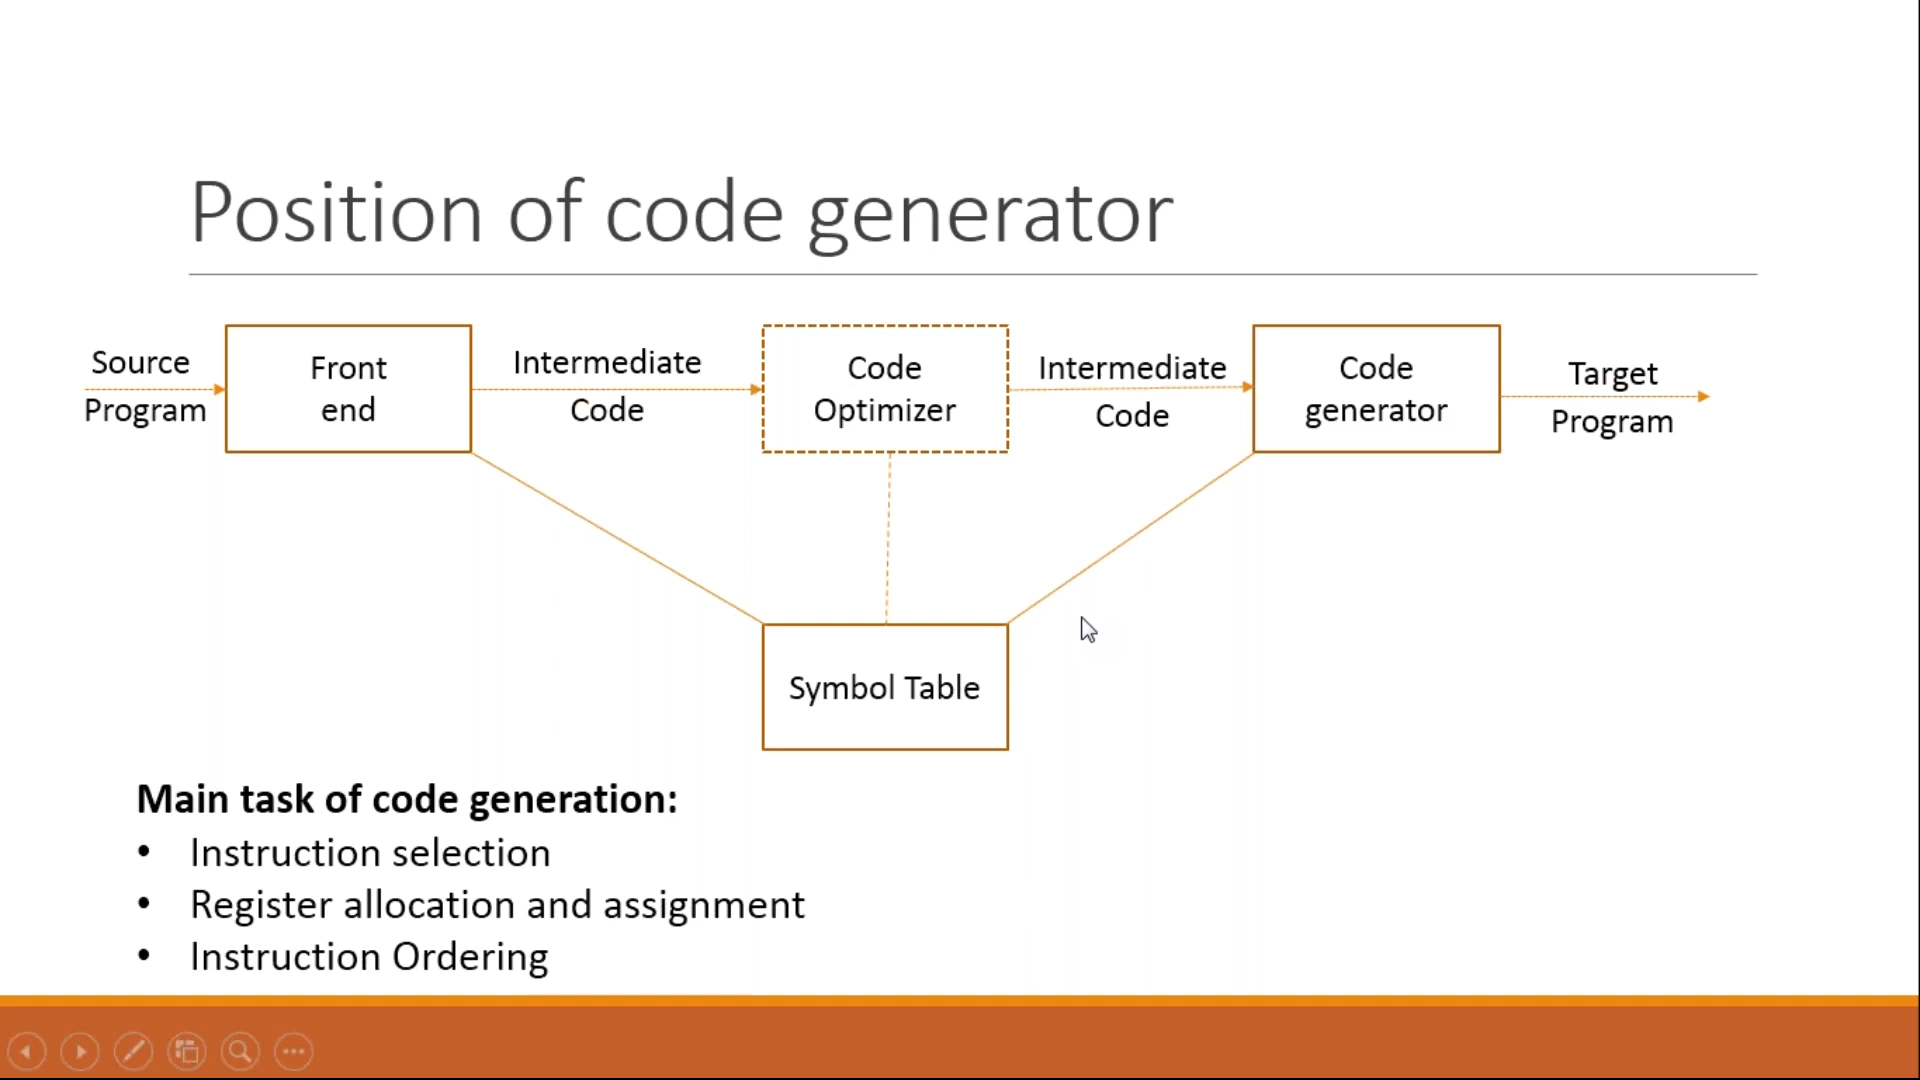 Position of code generator
Source
Program
Front
end
Intermediate
Code
Code
Optimizer
Intermediate
Code
Code
generator
Target
Program
Symbol Table
Main task of code generation:
• Instruction selection
• Register allocation and assignment
• Instruction Ordering